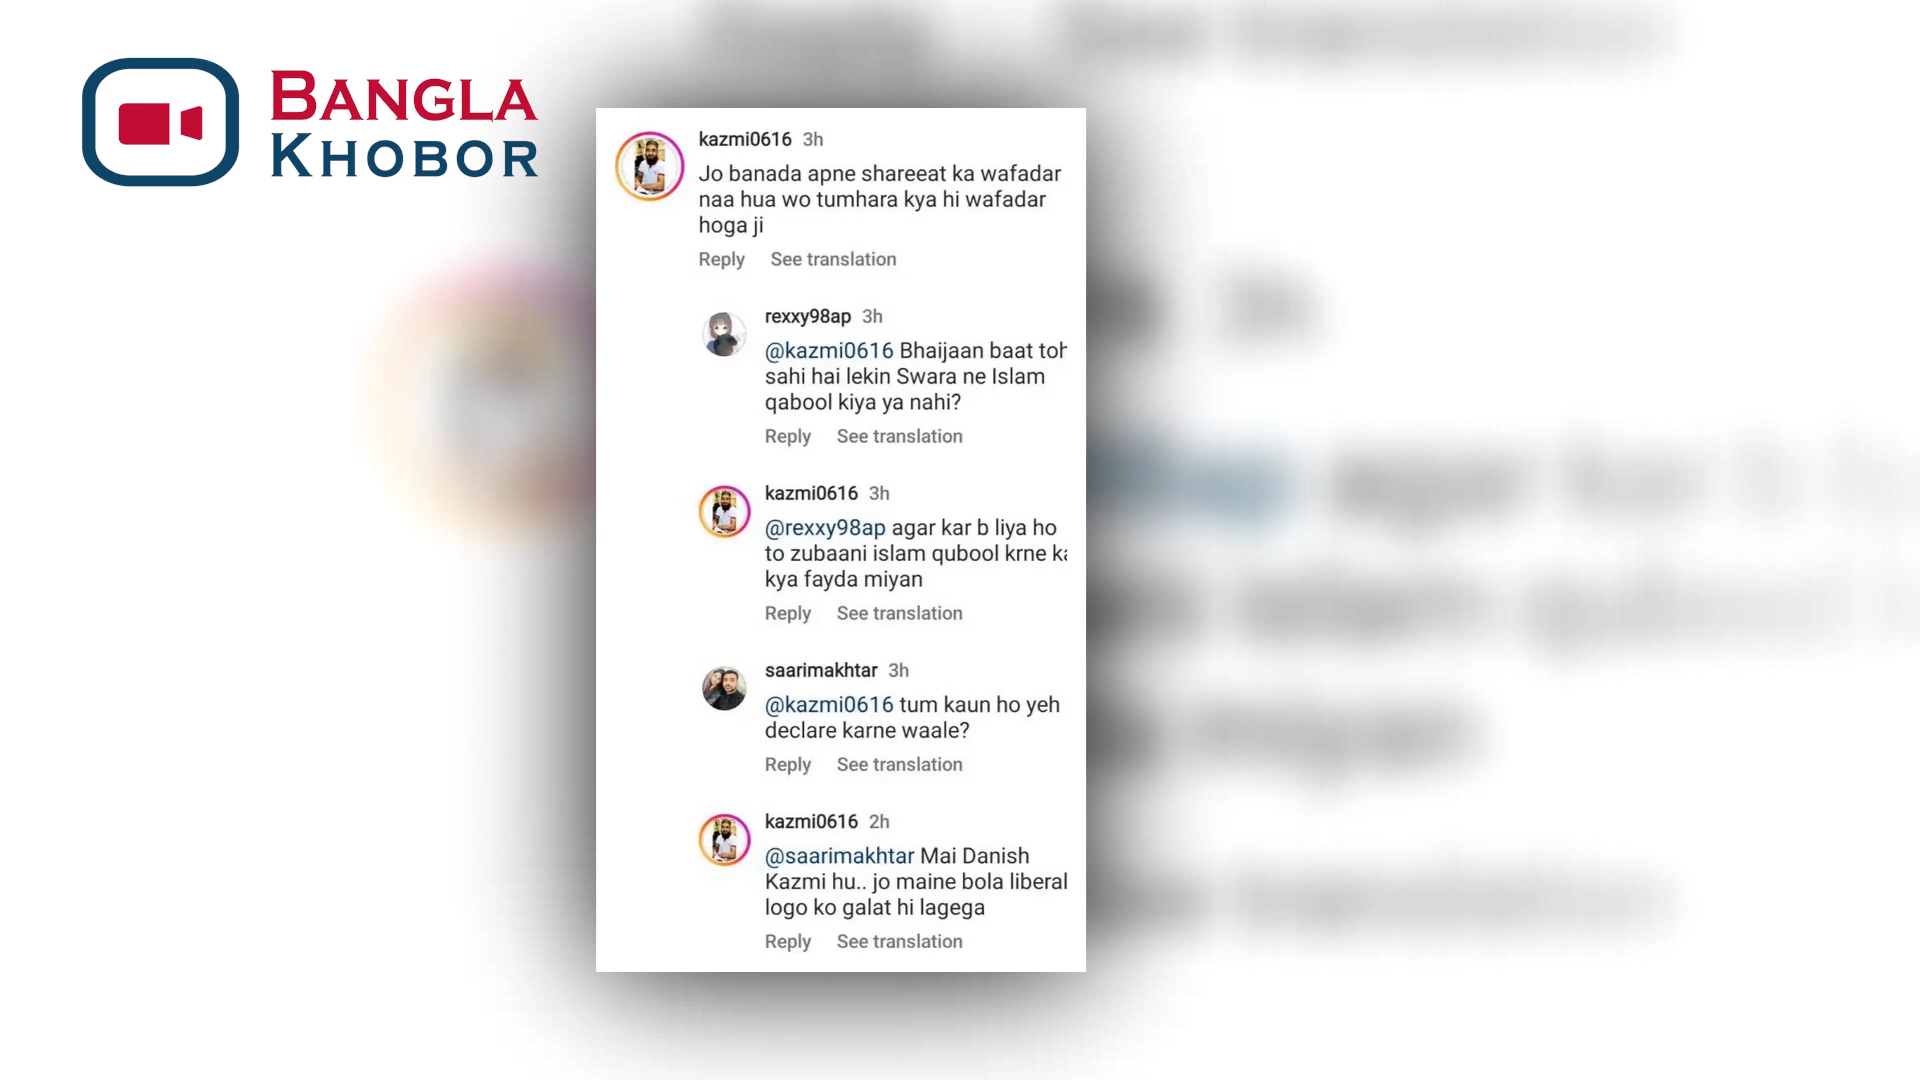 BANGLA
KHOBOR
kazmi0616 3h
Jo banada apne shareeat ka wafadar
naa hua wo tumhara kya hi wafadar
hoga ji
Reply See translation
rexxy98ap 3h
@kazmi0616 Bhaijaan baat toh
sahi hai lekin Swara ne Islam
qabool kiya ya nahi?
Reply See translation
kazmi0616 3h
@rexxy98ap agar kar b liya ho
to zubaani islam qubool krne ka
kya fayda miyan
Reply See translation
saarimakhtar 3h
@kazmi0616 tum kaun ho yeh
declare karne waale?
Reply See translation
kazmi0616 2h
@saarimakhtar Mai Danish
Kazmi hu.. jo maine bola liberal
logo ko galat hi lagega
Reply See translation